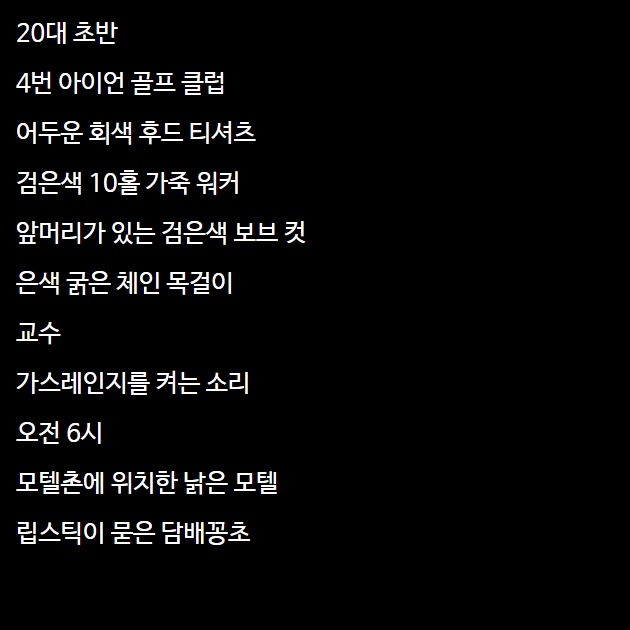 20대 초반
4번 아이언 골프 클럽
어두운 회색 후드 티셔츠
검은색 10홀 가죽 워커
앞머리가 있는 검은색 보브 컷
은색 굵은 체인 목걸이
교수
가스레인지를 켜는 소리
오전 6시
모텔촌에 위치한 낡은 모텔
립스틱이 묻은 담배꽁초